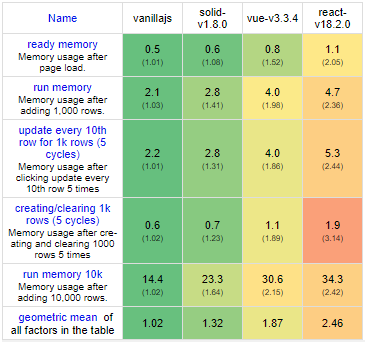 Name vanillajs solid-v1.8.0 vue-v3.3.4 react-v18.2.0
ready memory
Memory usage after
page load.
0.5 (1.01) 0.6 (1.08) 0.8 (1.52) 1.1 (2.05)
run memory
Memory usage after
adding 1,000 rows.
2.1 (1.03) 2.8 (1.41) 4.0 (1.98) 4.7 (2.36)
update every 10th
row for 1k rows (5
cycles)
Memory usage after
clicking update every
10th row 5 times
2.2 (1.01) 2.8 (1.31) 4.0 (1.86) 5.3 (2.44)
creating/clearing 1k
rows (5 cycles)
Memory usage after cre-
ating and clearing 1000
rows 5 times
0.6 (1.02) 0.7 (1.23) 1.1 (1.89) 1.9 (3.14)
run memory 10k
Memory usage after
adding 10,000 rows.
14.4 (1.02) 23.3 (1.64) 30.6 (2.15) 34.3 (2.42)
geometric mean of
all factors in the table
1.02 1.32 1.87 2.46